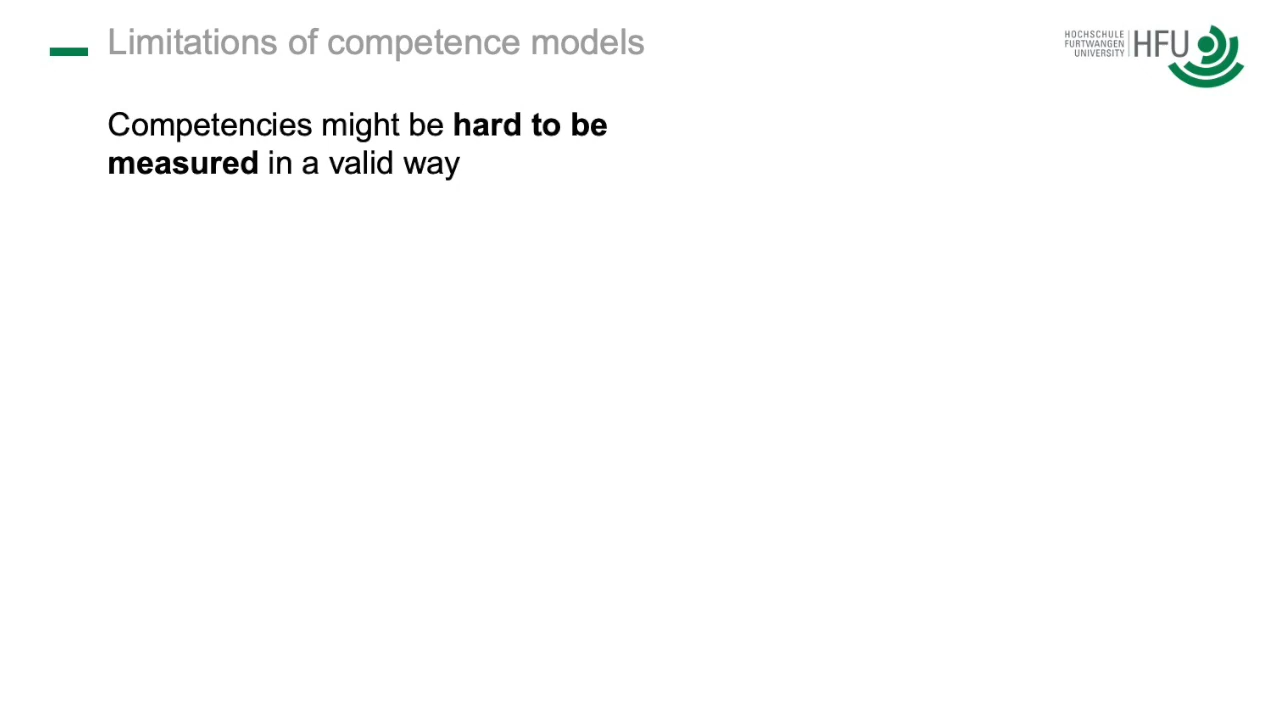 Limitations of competence models
HOCHSCHULE
FURTWANGEN
UNIVERSITY
HFU
Competencies might be hard to be
measured in a valid way